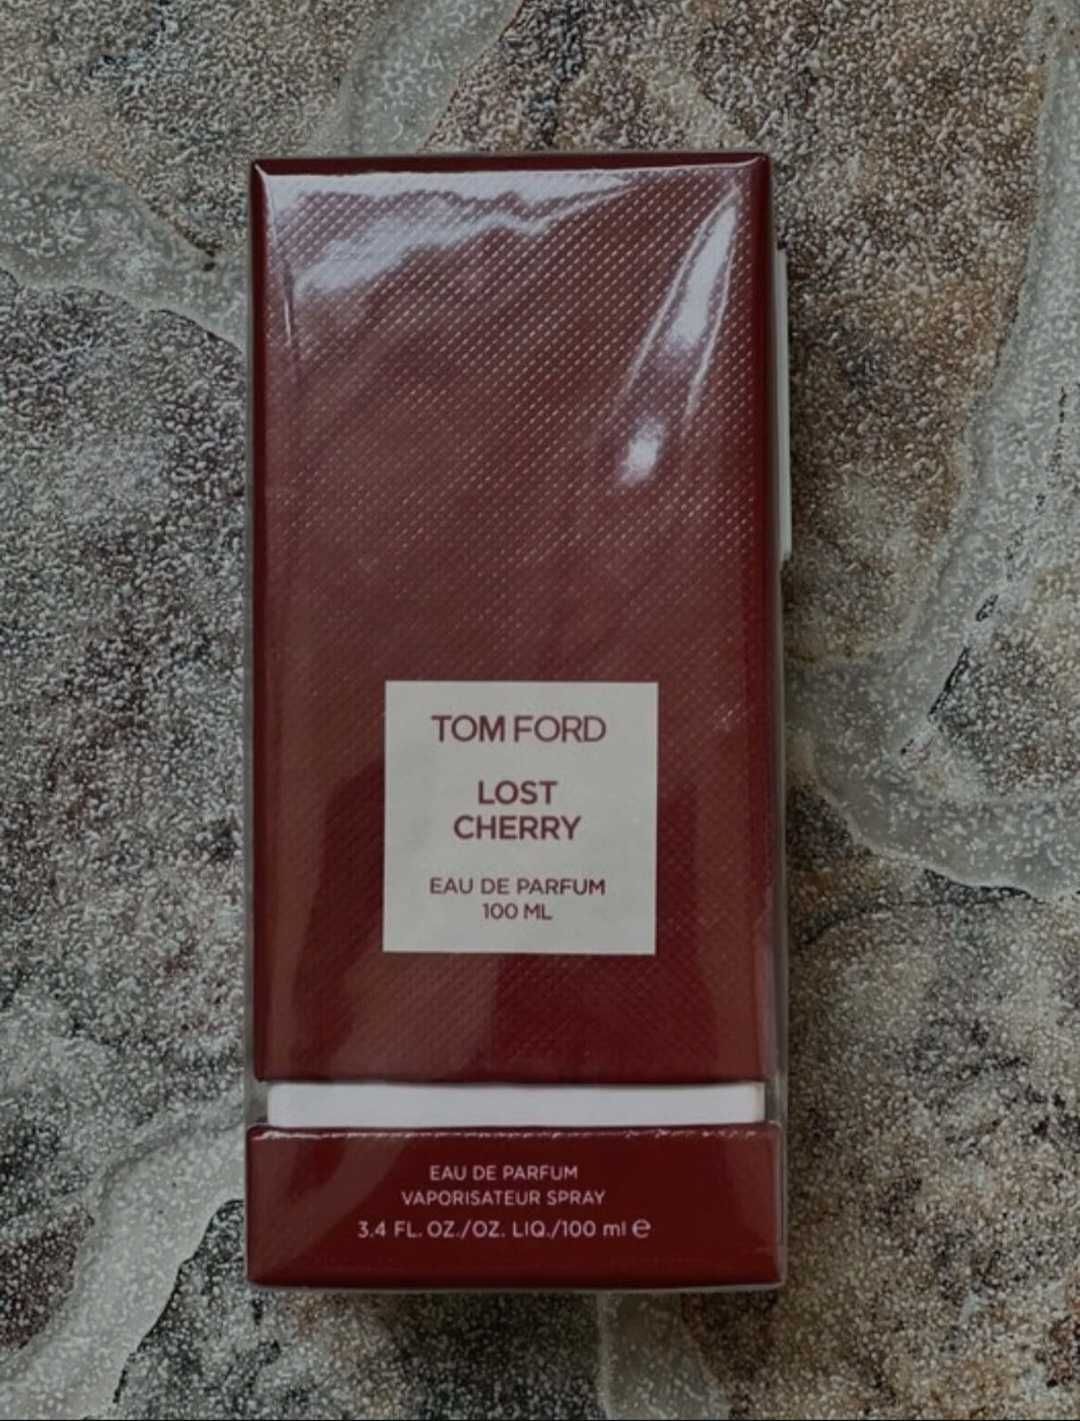 TOM FORD
LOST
CHERRY
EAU DE PARFUM
100 ML
EAU DE PARFUM
VAPORISATEUR SPRAY
3.4 FL. OZ./OZ. LIQ./100 ml ℮